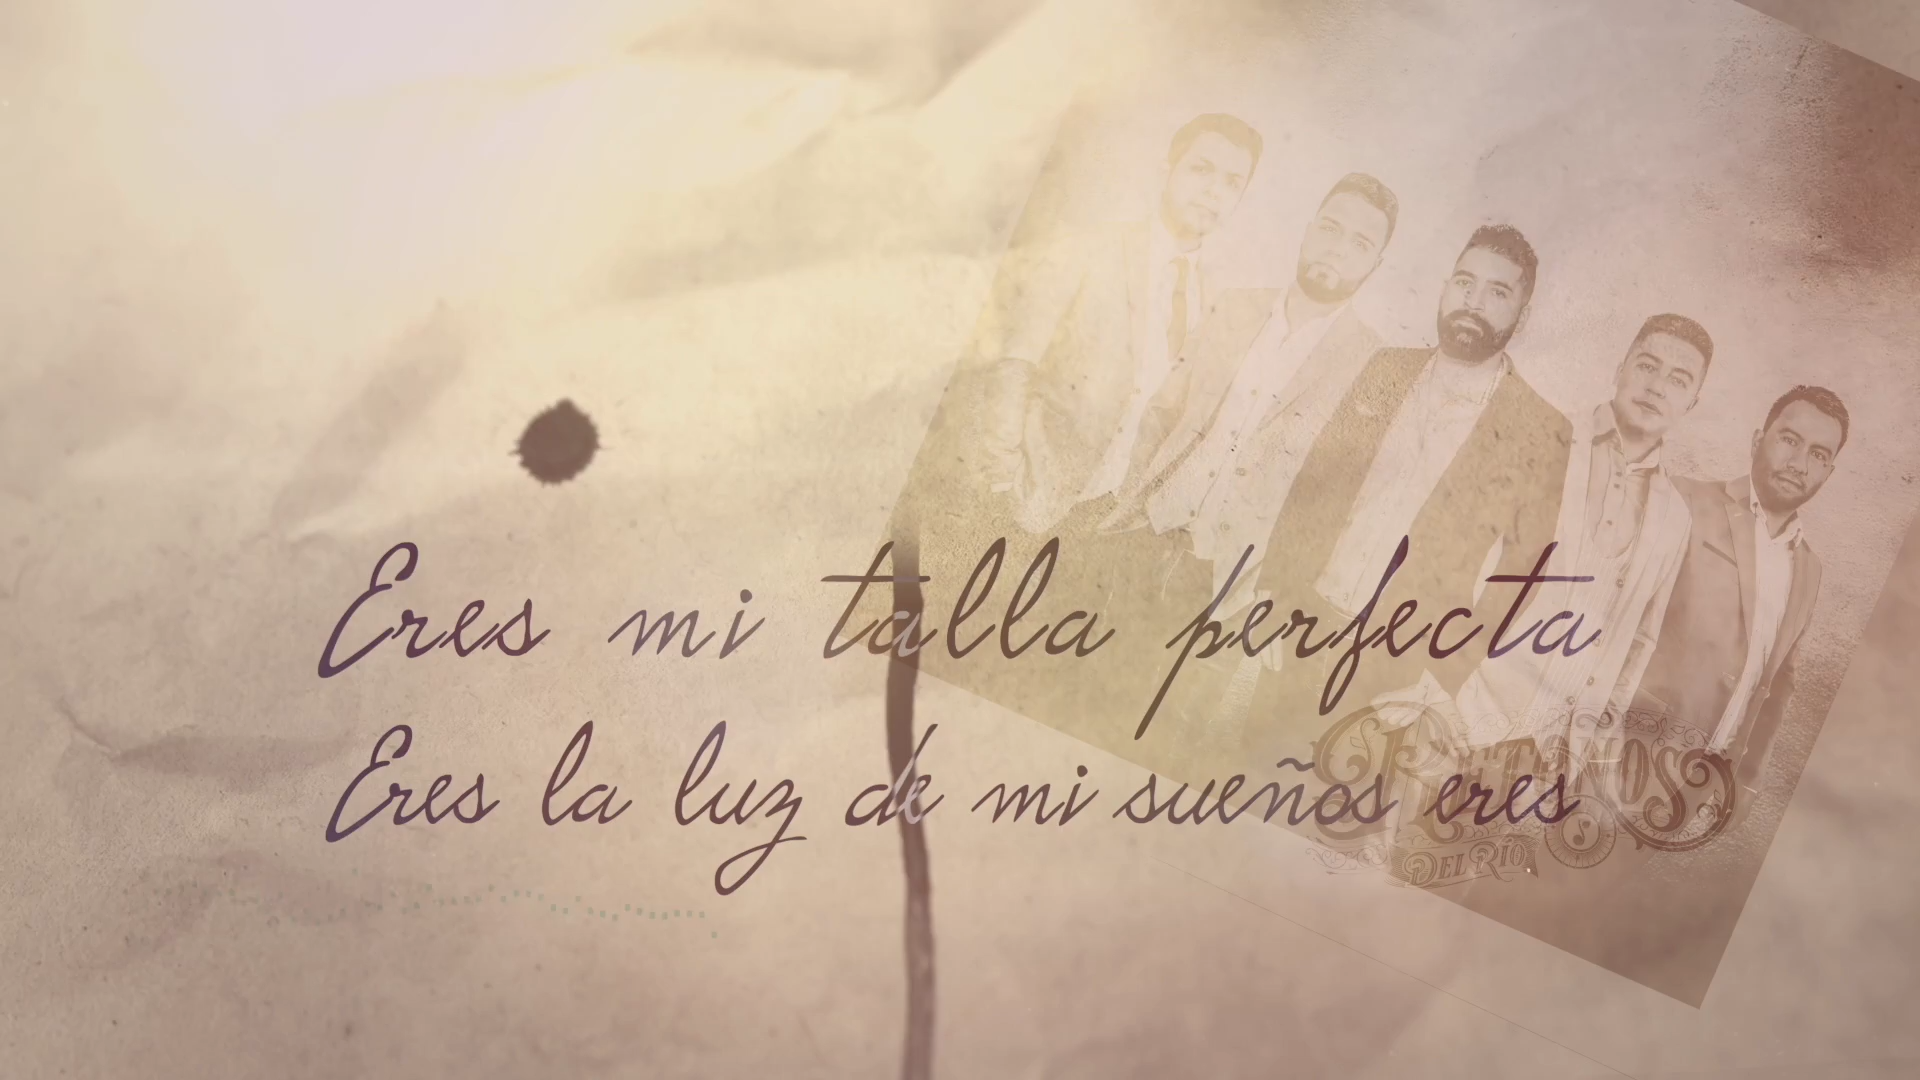 Eres mi talla perfecta
Eres la luz de mi sueños eres
Retoños
Del Río